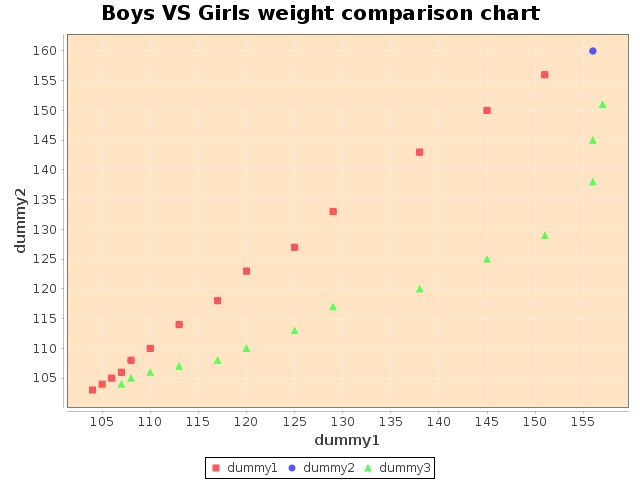 Boys VS Girls weight comparison chart
160
155
150
145
140
135
130
125
120
115
110
105
dummy2
105 110 115 120 125 130 135 140 145 150 155
dummy1
dummy1 dummy2 dummy3